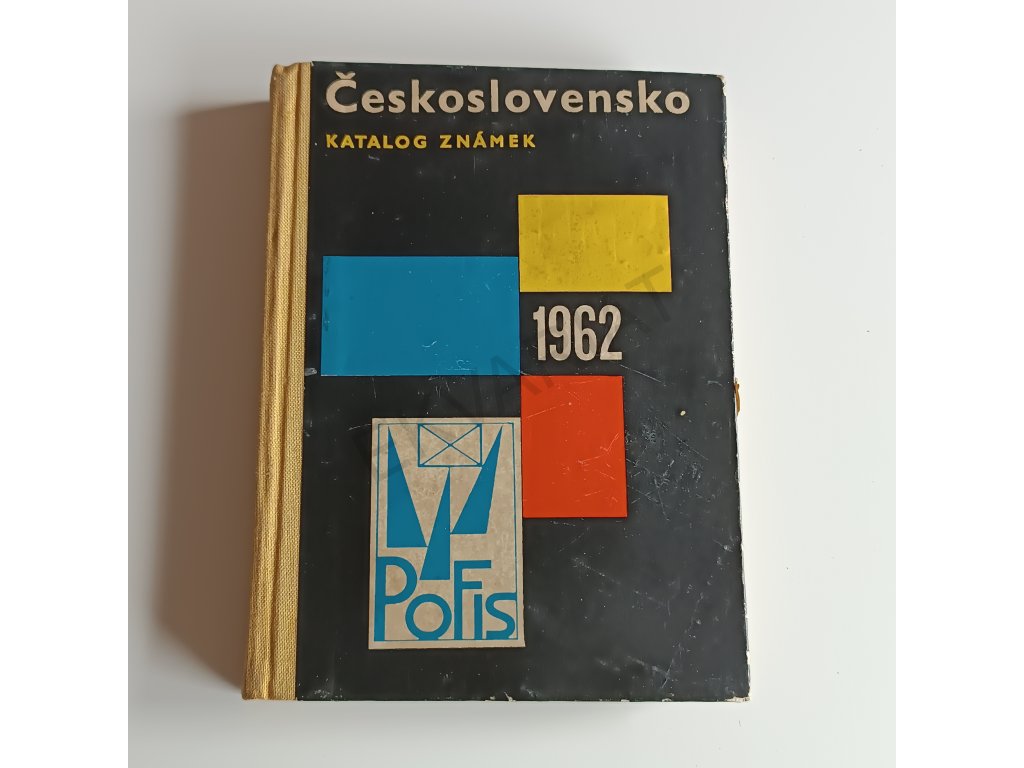 Československo
KATALOG ZNÁMEK
1962
POFIS